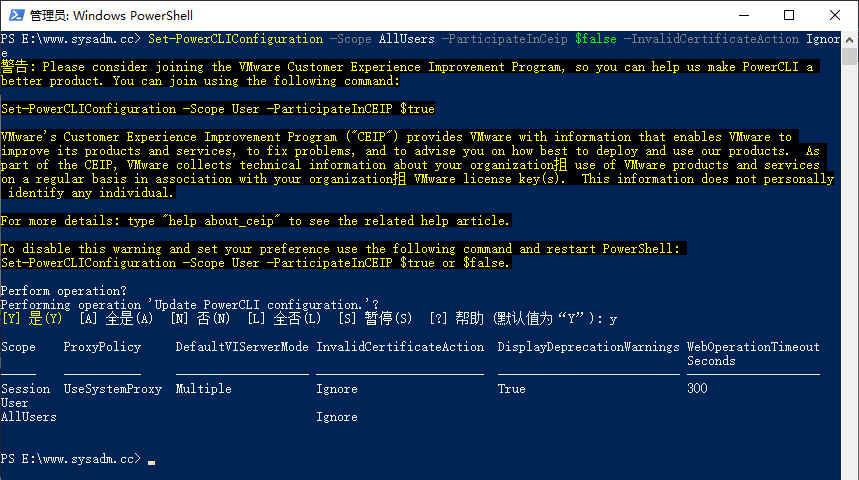 管理员: Windows PowerShell
PS E:\www.sysadm.cc> Set-PowerCLIConfiguration -Scope AllUsers -ParticipateInCeip $false -InvalidCertificateAction Ignor
e
警告: Please consider joining the VMware Customer Experience Improvement Program, so you can help us make PowerCLI a
better product. You can join using the following command:
Set-PowerCLIConfiguration -Scope User -ParticipateInCEIP $true
VMware's Customer Experience Improvement Program ("CEIP") provides VMware with information that enables VMware to
improve its products and services, to fix problems, and to advise you on how best to deploy and use our products.  As
part of the CEIP, VMware collects technical information about your organization抯 use of VMware products and services
on a regular basis in association with your organization抯 VMware license key(s).  This information does not personally
identify any individual.
For more details: type "help about_ceip" to see the related help article.
To disable this warning and set your preference use the following command and restart PowerShell:
Set-PowerCLIConfiguration -Scope User -ParticipateInCEIP $true or $false.
Perform operation?
Performing operation 'Update PowerCLI configuration.'?
[Y] 是(Y)  [A] 全是(A)  [N] 否(N)  [L] 全否(L)  [S] 暂停(S)  [?] 帮助 (默认值为“Y”): y
Scope    ProxyPolicy     DefaultVIServerMode InvalidCertificateAction  DisplayDeprecationWarnings WebOperationTimeout
Seconds
-----    -----------     ------------------- ------------------------  -------------------------- -------------------
Session  UseSystemProxy  Multiple            Ignore                    True                       300
User
AllUsers                                     Ignore
PS E:\www.sysadm.cc>